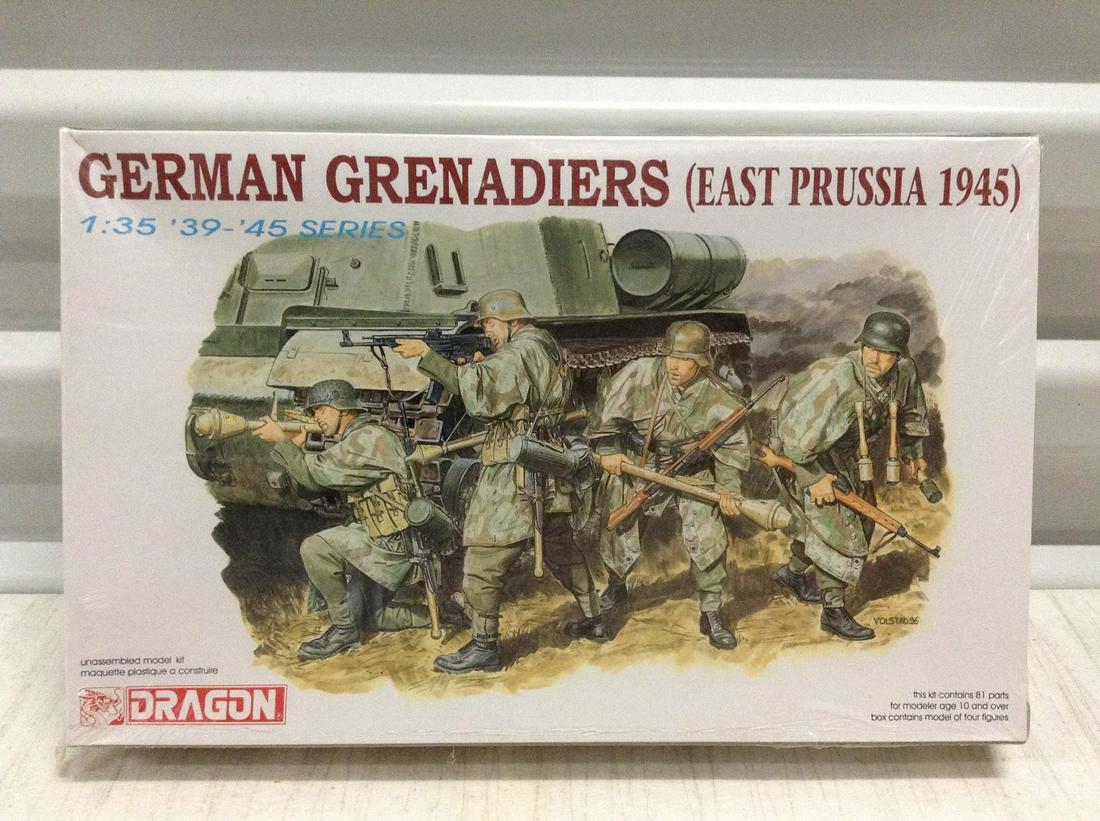 GERMAN GRENADIERS (EAST PRUSSIA 1945)
1:35 '39-'45 SERIES
VOLSTAD 96
unassembled model kit
maquette plastique a construire
DRAGON
this kit contains 81 parts
for modeler age 10 and over
box contains model of four figures